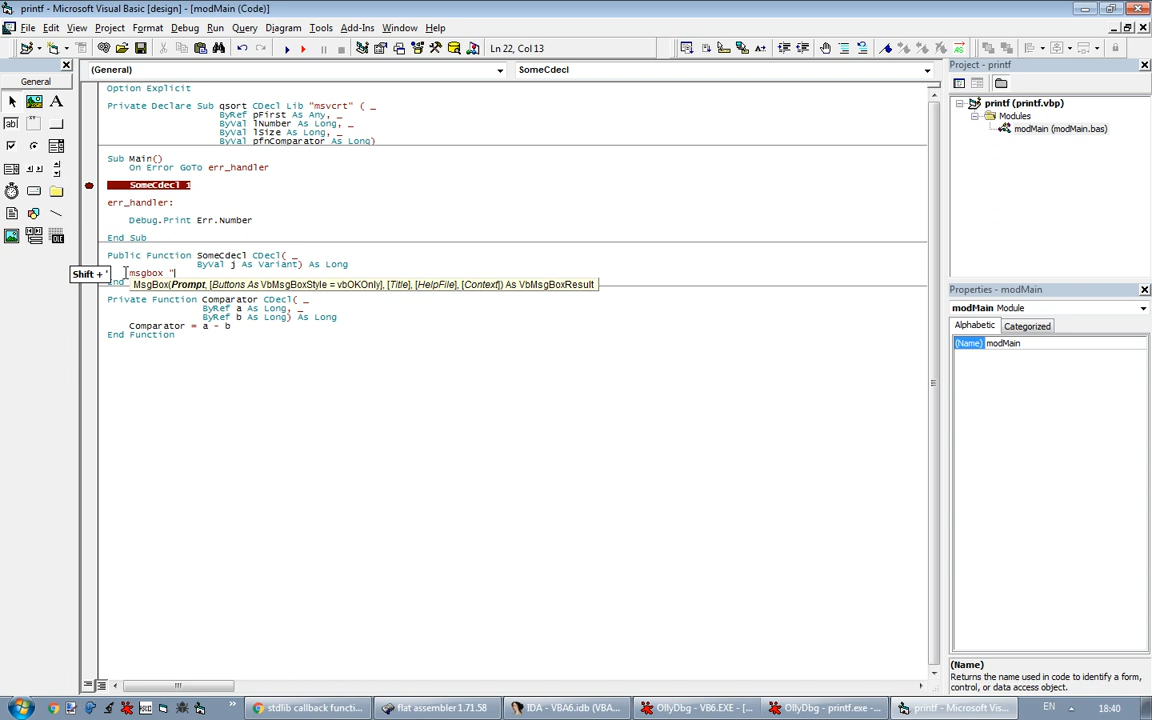 printf - Microsoft Visual Basic [design] - [modMain (Code)]
File Edit View Project Format Debug Run Query Diagram Tools Add-Ins Window Help
Ln 22, Col 13
General
(General)
SomeCdecl
Option Explicit
Private Declare Sub qsort CDecl Lib "msvcrt" ( _
ByRef pFirst As Any, _
ByVal lNumber As Long, _
ByVal lSize As Long, _
ByVal pfnComparator As Long)
Sub Main()
On Error GoTo err_handler
SomeCdecl 1
err_handler:
Debug.Print Err.Number
End Sub
Public Function SomeCdecl CDecl( _
ByVal j As Variant) As Long
Shift + '
msgbox "
End
MsgBox(Prompt, [Buttons As VbMsgBoxStyle = vbOKOnly], [Title], [HelpFile], [Context]) As VbMsgBoxResult
Private Function Comparator CDecl( _
ByRef a As Long, _
ByRef b As Long) As Long
Comparator = a - b
End Function
Project - printf
printf (printf.vbp)
Modules
modMain (modMain.bas)
Properties - modMain
modMain Module
Alphabetic Categorized
(Name) modMain
(Name)
Returns the name used in code to identify a form, control, or data access object.
stdlib callback functi...
flat assembler 1.71.58
IDA - VBA6.idb (VBA...
OllyDbg - VB6.EXE - [...
OllyDbg - printf.exe -...
printf - Microsoft Vis...
EN
18:40